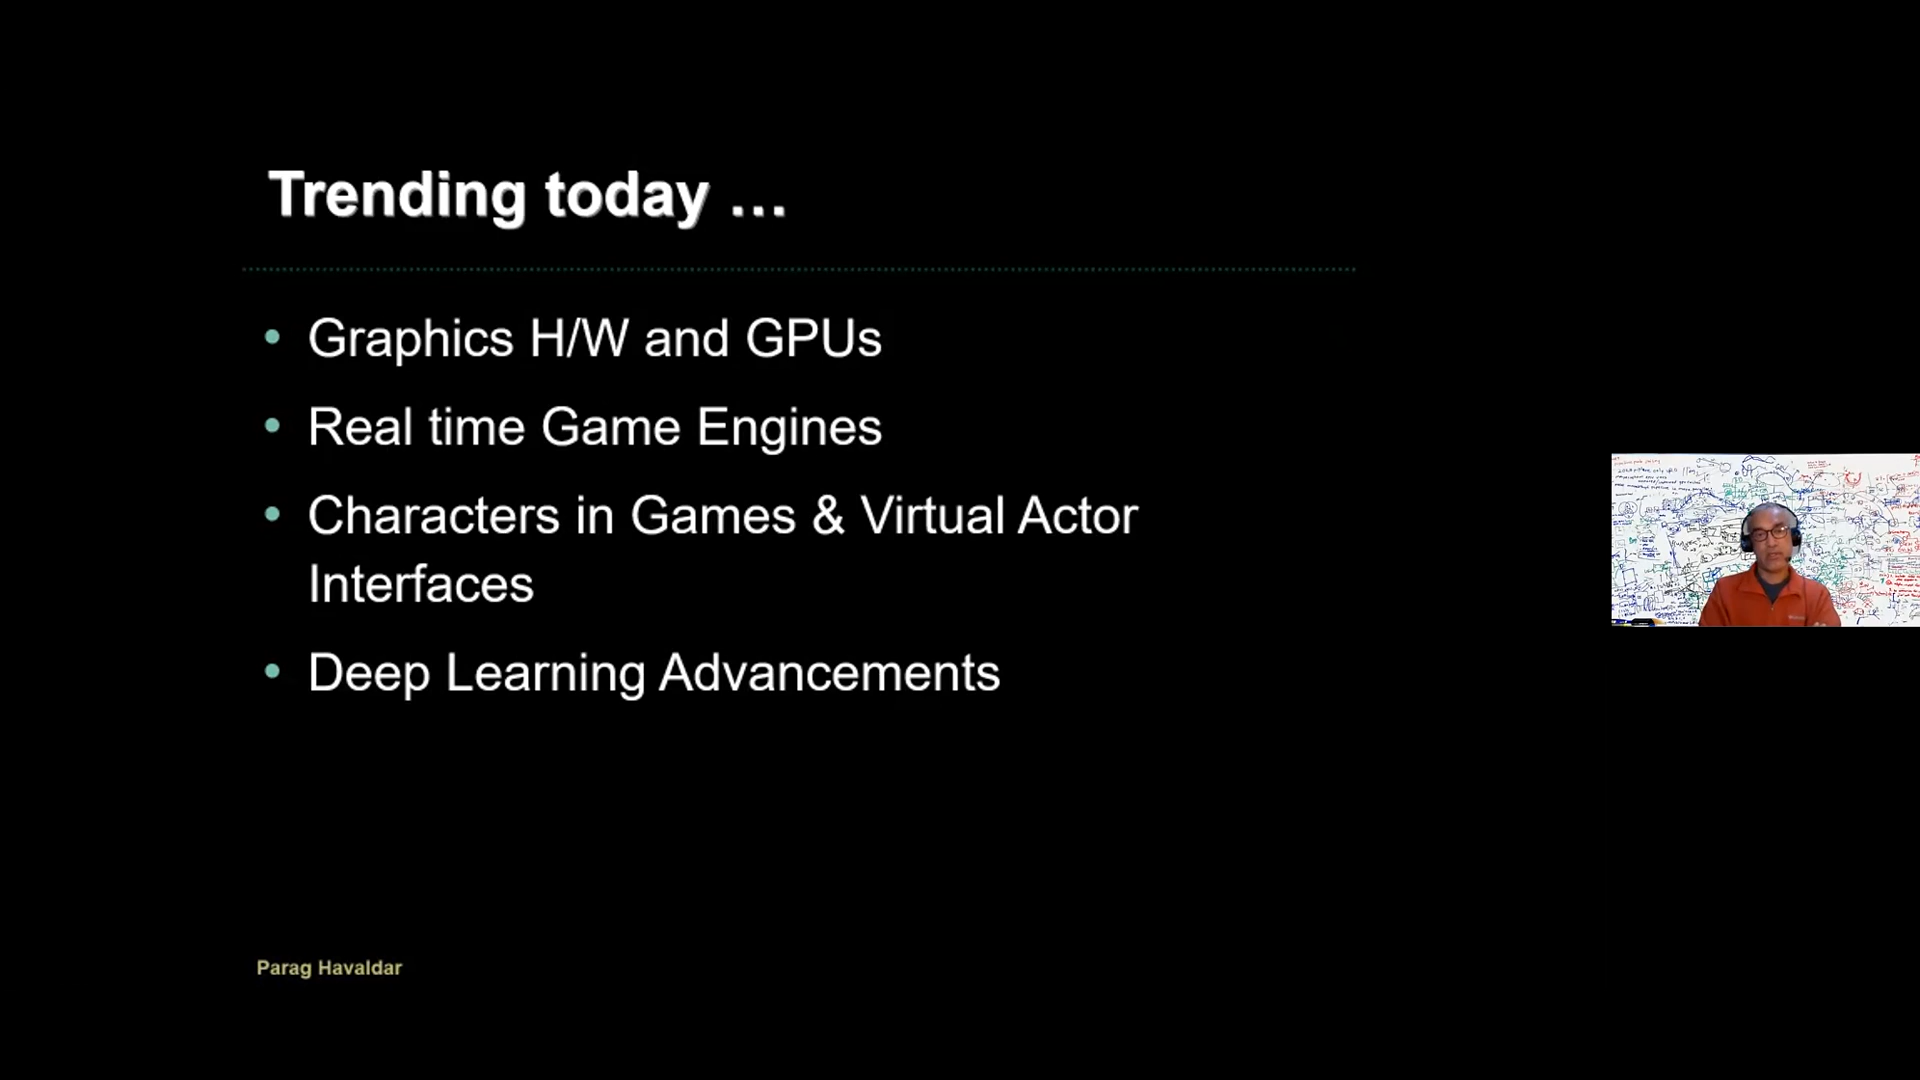 Trending today ...
• Graphics H/W and GPUs
• Real time Game Engines
• Characters in Games & Virtual Actor
Interfaces
• Deep Learning Advancements
Parag Havaldar